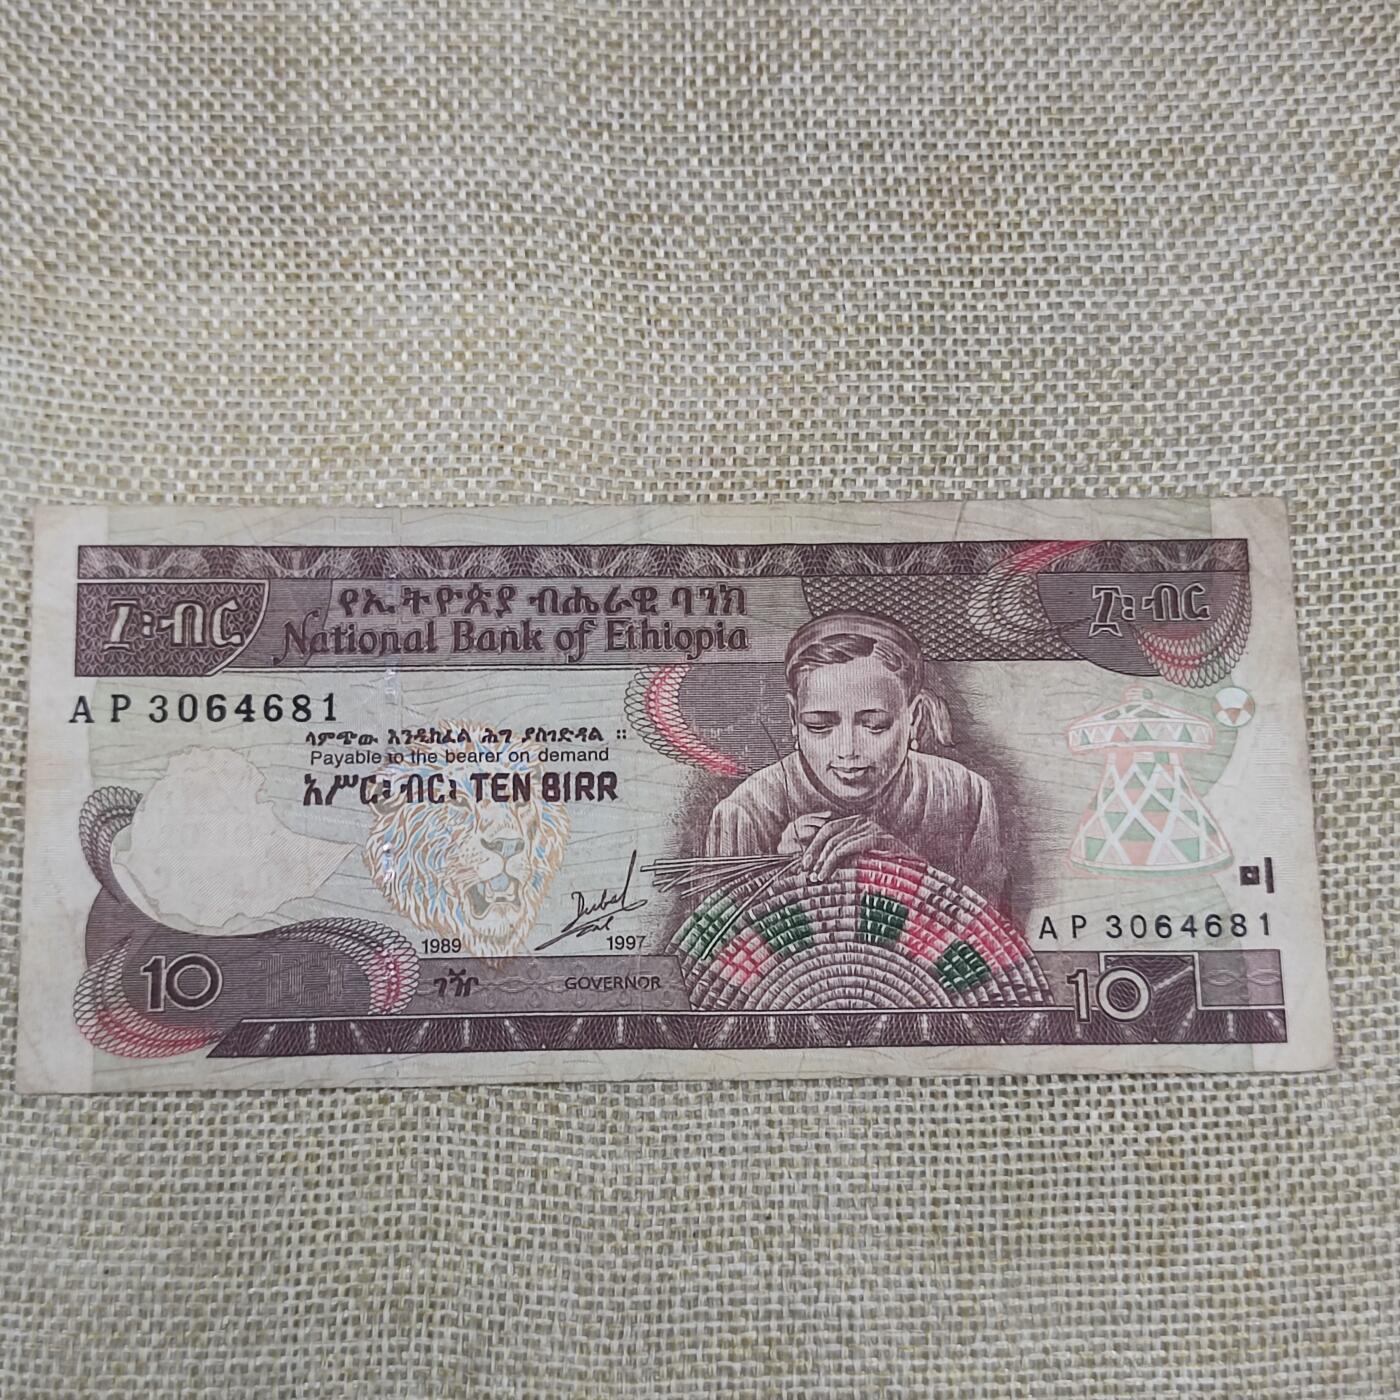 ፲፡ብር
የኢትዮጵያ ብሔራዊ ባንክ
፲፡ብር
National Bank of Ethiopia
AP 3064681
ላምጭው እንዲከፈል ሕግ ያስገድዳል ።
Payable to the bearer on demand
አሥር፡ብር፡ TEN BIRR
AP 3064681
1989
1997
10
ገዥ
GOVERNOR
10